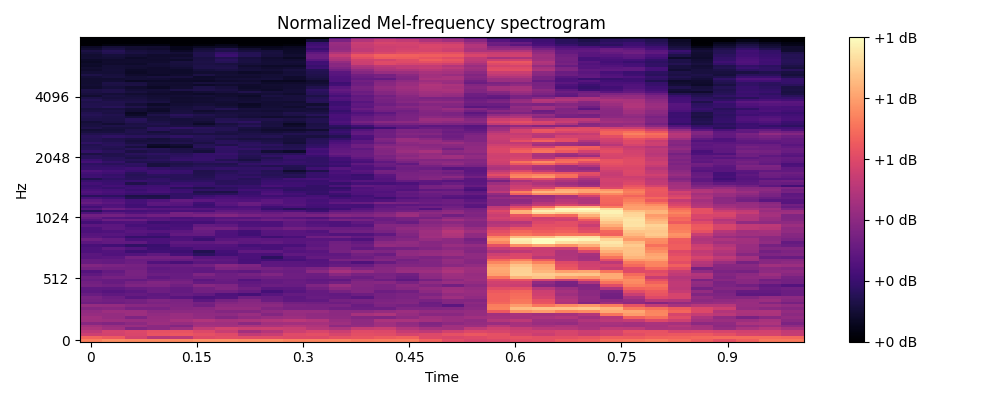 Normalized Mel-frequency spectrogram
Hz
4096
2048
1024
512
0
0
0.15
0.3
0.45
0.6
0.75
0.9
Time
+1 dB
+1 dB
+1 dB
+0 dB
+0 dB
+0 dB